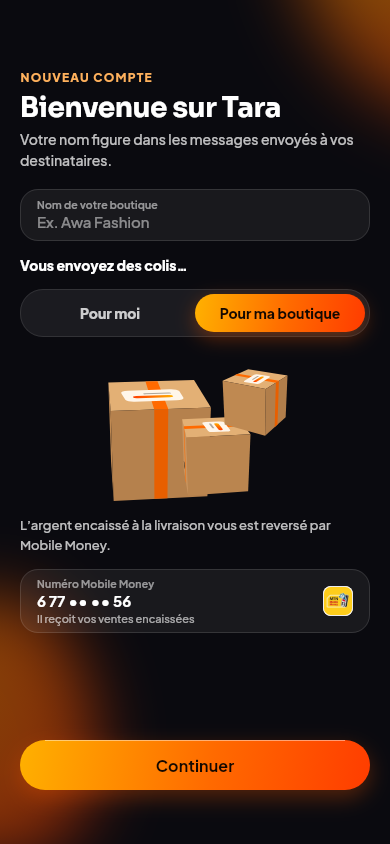 NOUVEAU COMPTE
Bienvenue sur Tara
Votre nom figure dans les messages envoyés à vos
destinataires.
Nom de votre boutique
Ex. Awa Fashion
Vous envoyez des colis…
Pour moi
Pour ma boutique
L'argent encaissé à la livraison vous est reversé par
Mobile Money.
Numéro Mobile Money
6 77 •• •• 56
Il reçoit vos ventes encaissées
Continuer